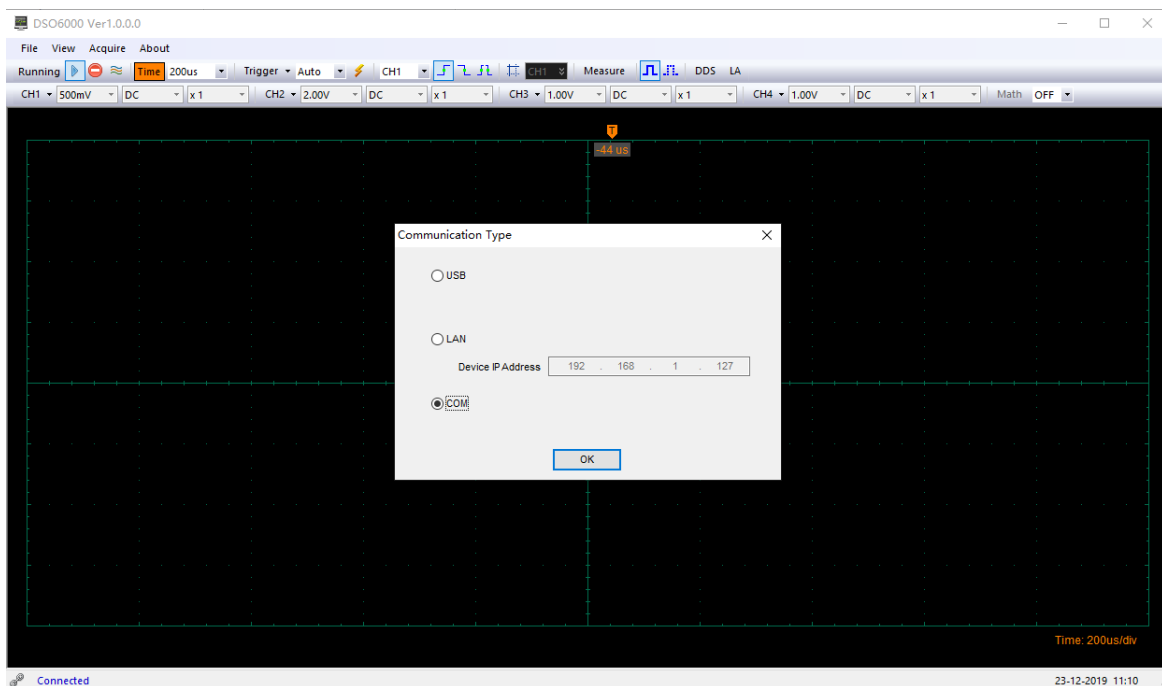 DSO6000 Ver1.0.0.0
File View Acquire About
Running Time 200us Trigger Auto CH1 CH1 Measure DDS LA
CH1 500mV DC x 1 CH2 2.00V DC x 1 CH3 1.00V DC x 1 CH4 1.00V DC x 1 Math OFF
T
-44 us
Communication Type
USB
LAN
Device IP Address 192 . 168 . 1 . 127
COM
OK
Time: 200us/div
Connected 23-12-2019 11:10